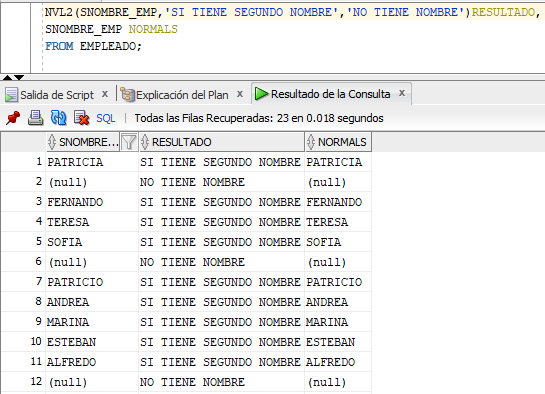 NVL2(SNOMBRE_EMP,'SI TIENE SEGUNDO NOMBRE','NO TIENE NOMBRE')RESULTADO,
SNOMBRE_EMP NORMALS
FROM EMPLEADO;
Salida de Script x Explicación del Plan x Resultado de la Consulta x
SQL | Todas las Filas Recuperadas: 23 en 0.018 segundos
SNOMBRE... RESULTADO NORMALS
1 PATRICIA SI TIENE SEGUNDO NOMBRE PATRICIA
2 (null) NO TIENE NOMBRE (null)
3 FERNANDO SI TIENE SEGUNDO NOMBRE FERNANDO
4 TERESA SI TIENE SEGUNDO NOMBRE TERESA
5 SOFIA SI TIENE SEGUNDO NOMBRE SOFIA
6 (null) NO TIENE NOMBRE (null)
7 PATRICIO SI TIENE SEGUNDO NOMBRE PATRICIO
8 ANDREA SI TIENE SEGUNDO NOMBRE ANDREA
9 MARINA SI TIENE SEGUNDO NOMBRE MARINA
10 ESTEBAN SI TIENE SEGUNDO NOMBRE ESTEBAN
11 ALFREDO SI TIENE SEGUNDO NOMBRE ALFREDO
12 (null) NO TIENE NOMBRE (null)